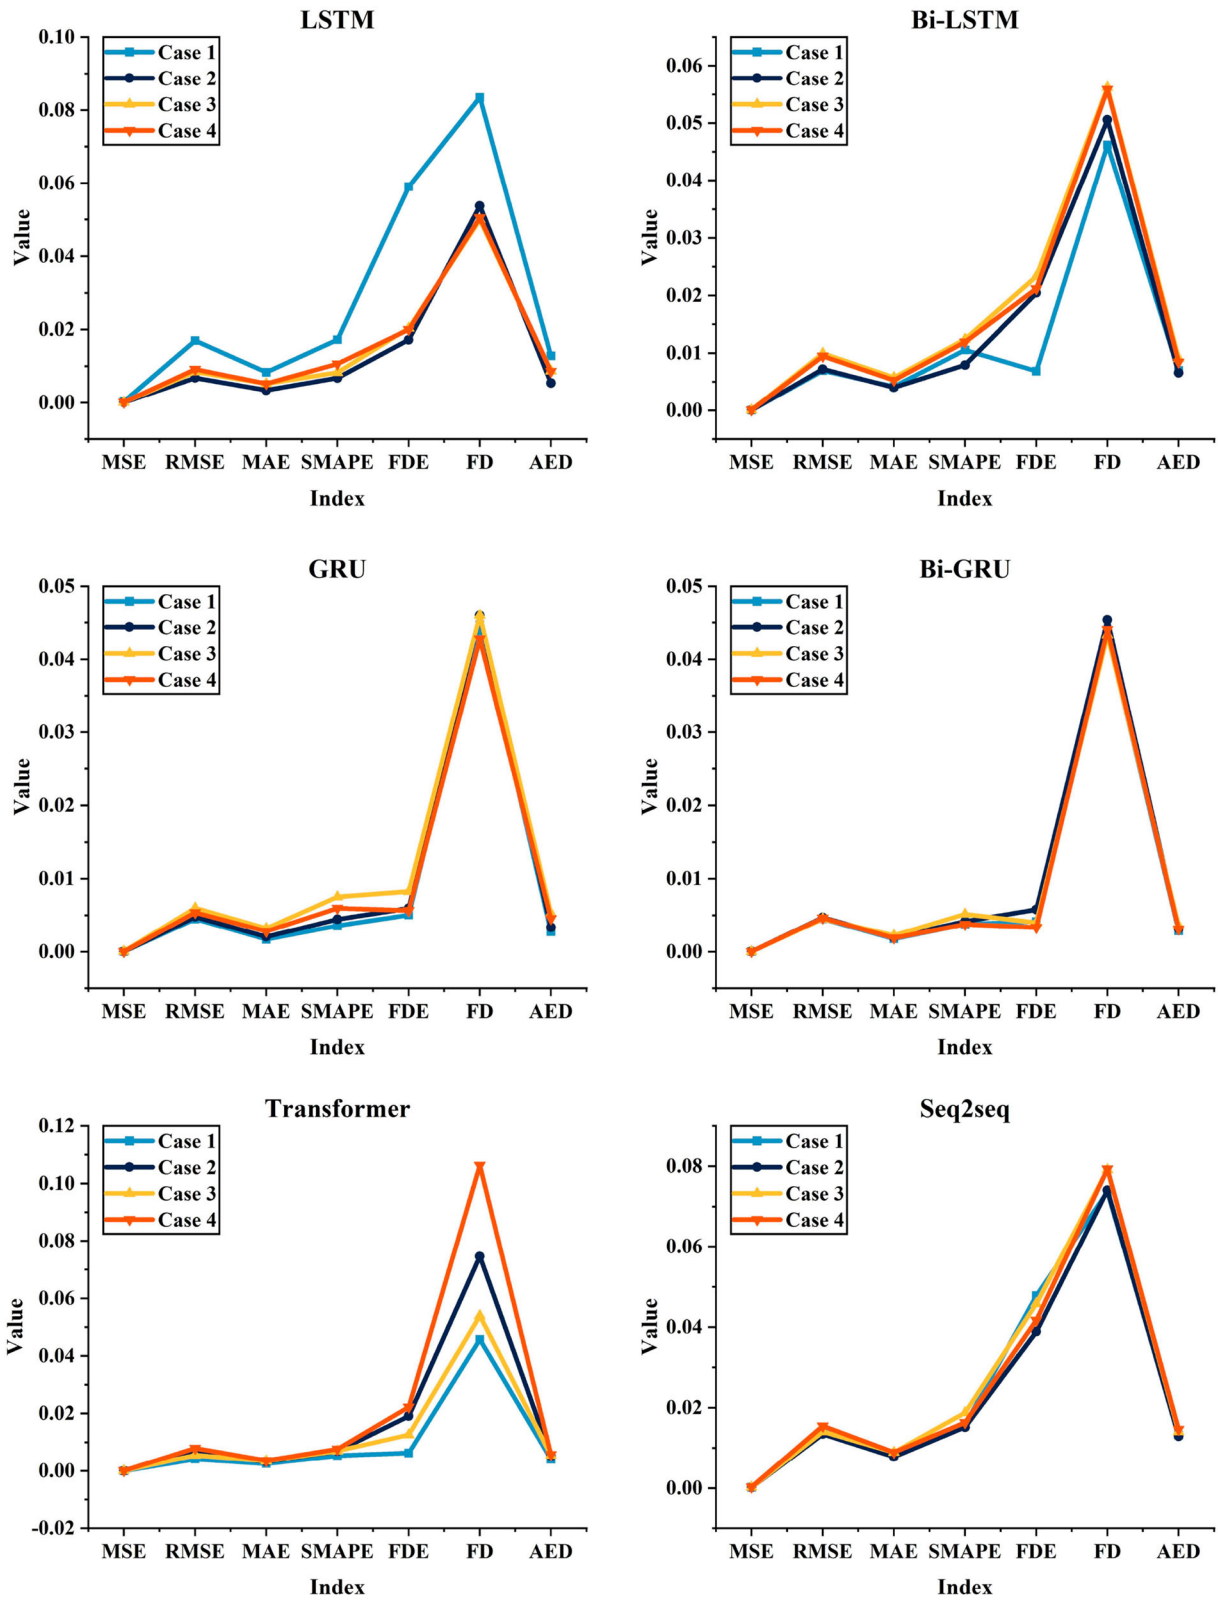 LSTM
Case 1
Case 2
Case 3
Case 4
0.10
0.08
0.06
0.04
0.02
0.00
Value
MSE RMSE MAE SMAPE FDE FD AED
Index
Bi-LSTM
Case 1
Case 2
Case 3
Case 4
0.06
0.05
0.04
0.03
0.02
0.01
0.00
Value
MSE RMSE MAE SMAPE FDE FD AED
Index
GRU
Case 1
Case 2
Case 3
Case 4
0.05
0.04
0.03
0.02
0.01
0.00
Value
MSE RMSE MAE SMAPE FDE FD AED
Index
Bi-GRU
Case 1
Case 2
Case 3
Case 4
0.05
0.04
0.03
0.02
0.01
0.00
Value
MSE RMSE MAE SMAPE FDE FD AED
Index
Transformer
Case 1
Case 2
Case 3
Case 4
0.12
0.10
0.08
0.06
0.04
0.02
0.00
-0.02
Value
MSE RMSE MAE SMAPE FDE FD AED
Index
Seq2seq
Case 1
Case 2
Case 3
Case 4
0.08
0.06
0.04
0.02
0.00
Value
MSE RMSE MAE SMAPE FDE FD AED
Index